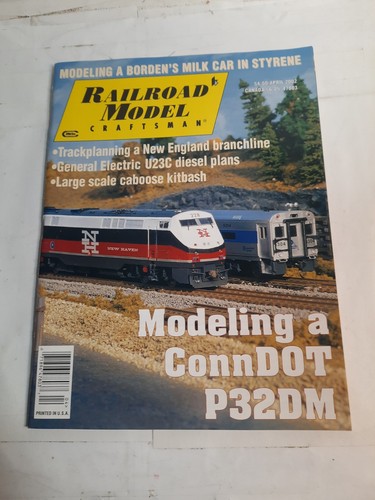 MODELING A BORDEN'S MILK CAR IN STYRENE
RAILROAD
MODEL
CRAFTSMAN
•Trackplanning a New England branchline
•General Electric U23C diesel plans
•Large scale caboose kitbash
NH
NEW HAVEN
Modeling a
ConnDOT
P32DM
PRINTED IN U.S.A.